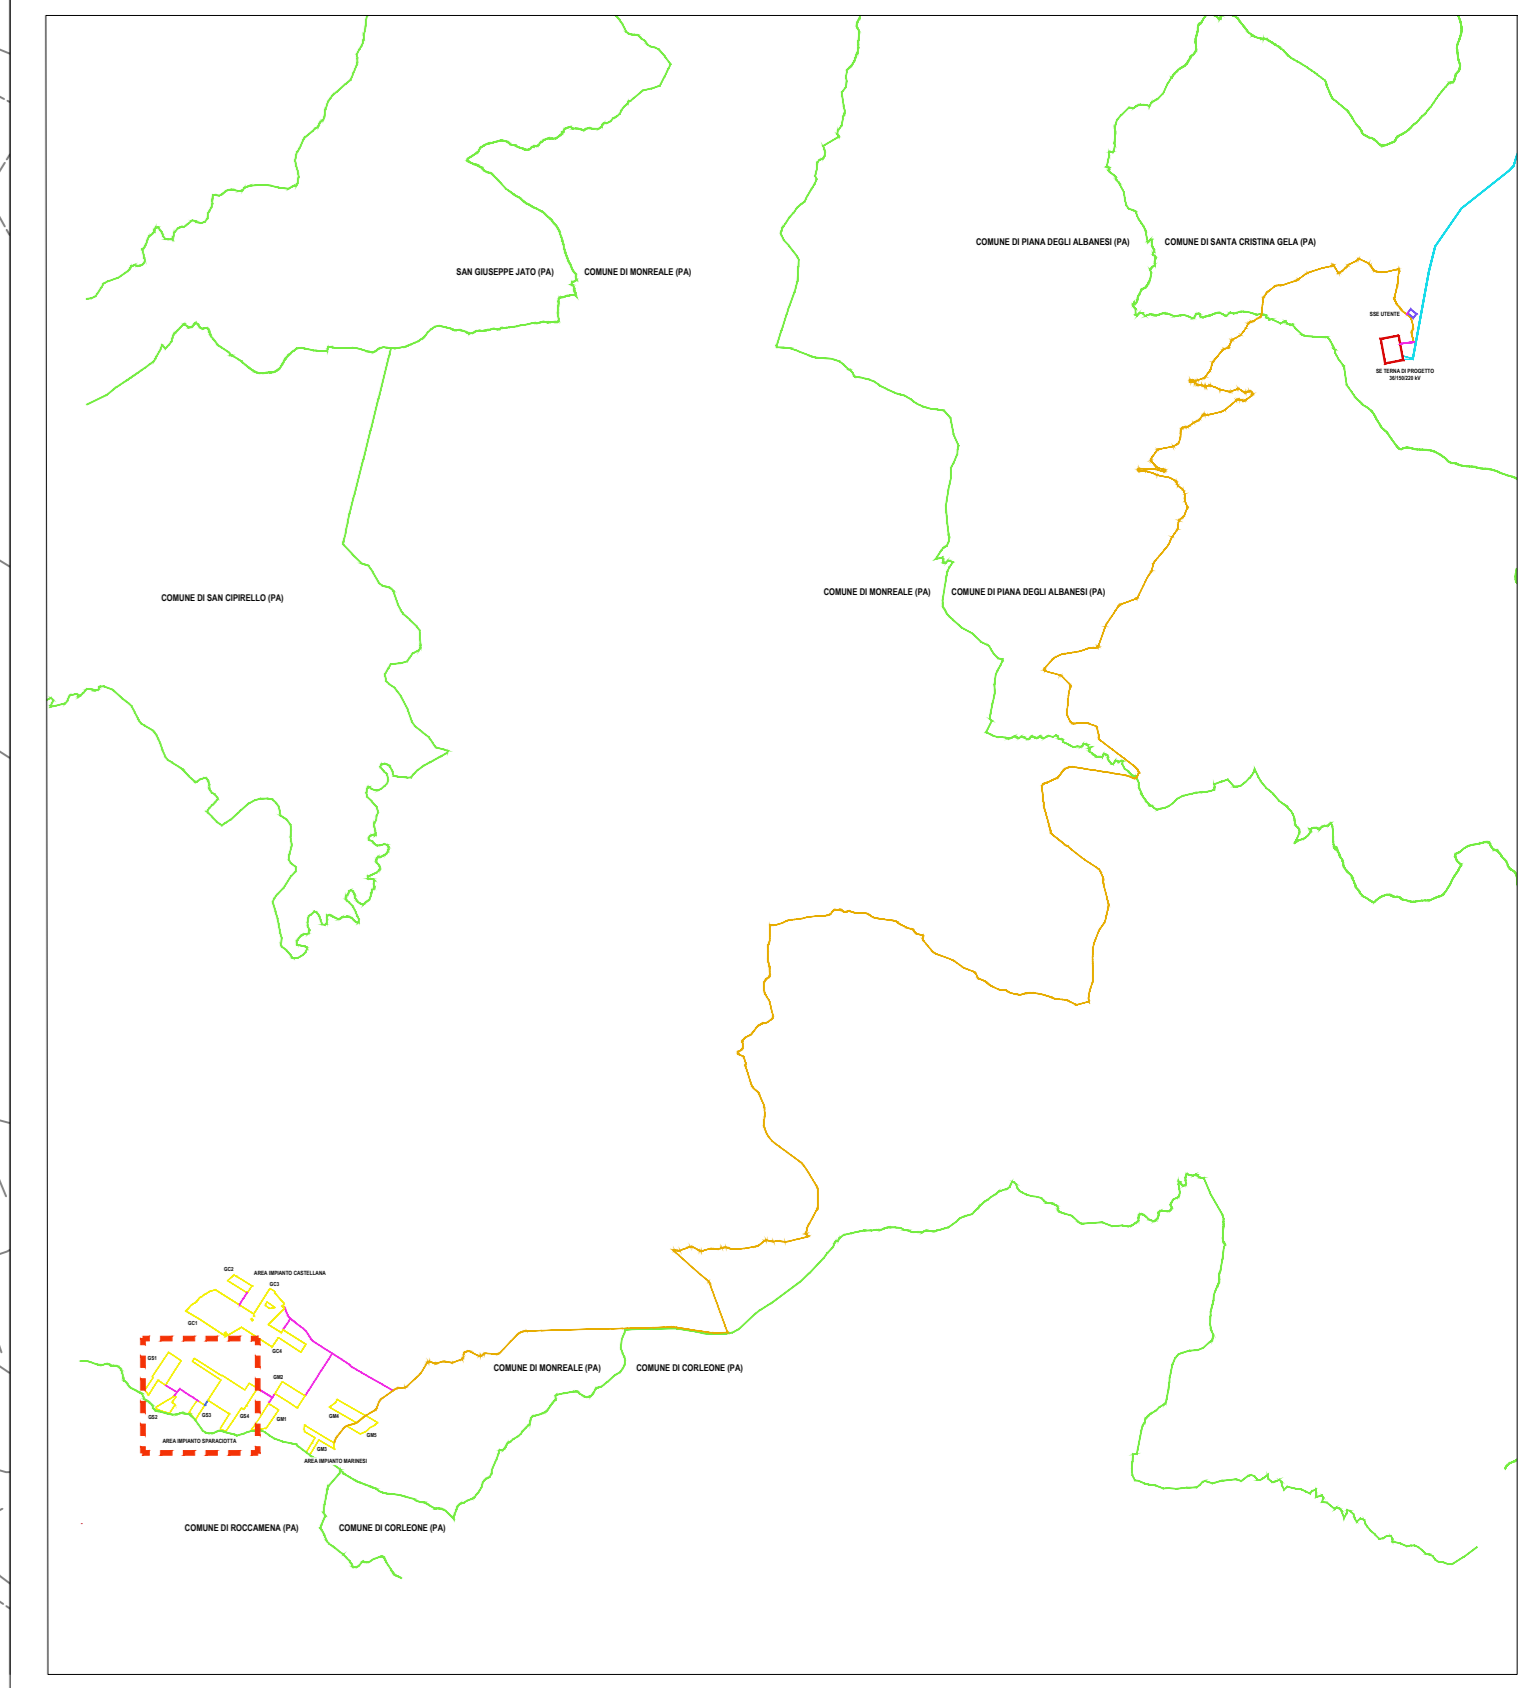 COMUNE DI PIANA DEGLI ALBANESI (PA)
COMUNE DI SANTA CRISTINA GELA (PA)
SAN GIUSEPPE JATO (PA)
COMUNE DI MONREALE (PA)
SSE UTENTE
SE TERNA DI PROGETTO
36/150/220 kV
COMUNE DI SAN CIPIRELLO (PA)
COMUNE DI MONREALE (PA)
COMUNE DI PIANA DEGLI ALBANESI (PA)
GC2
AREA IMPIANTO CASTELLANA
GC3
GC1
GC4
GS1
COMUNE DI MONREALE (PA)
COMUNE DI CORLEONE (PA)
GM2
GS2
GS3
GS4
GM1
GM4
GM5
AREA IMPIANTO SPARACIOTTA
GM3
AREA IMPIANTO MARINESI
COMUNE DI ROCCAMENA (PA)
COMUNE DI CORLEONE (PA)